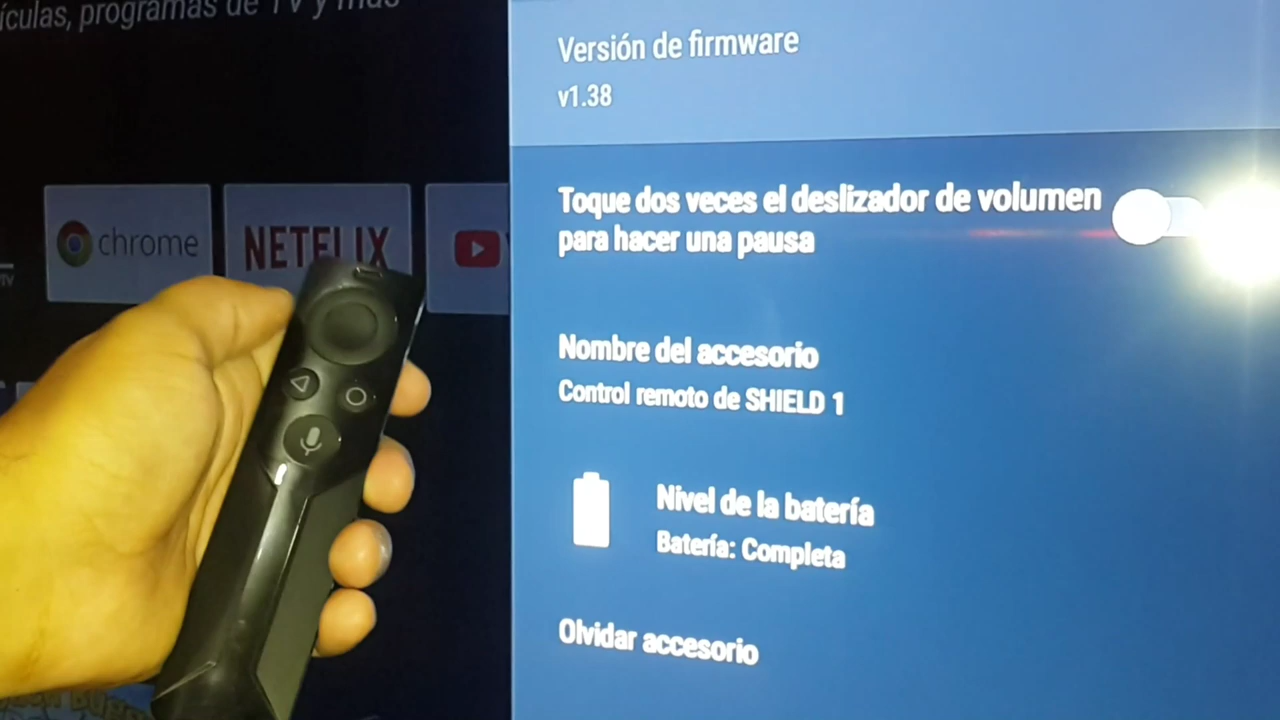 ículas, programas de TV y más
chrome
NETFLIX
Versión de firmware
v1.38
Toque dos veces el deslizador de volumen
para hacer una pausa
Nombre del accesorio
Control remoto de SHIELD 1
Nivel de la batería
Batería: Completa
Olvidar accesorio